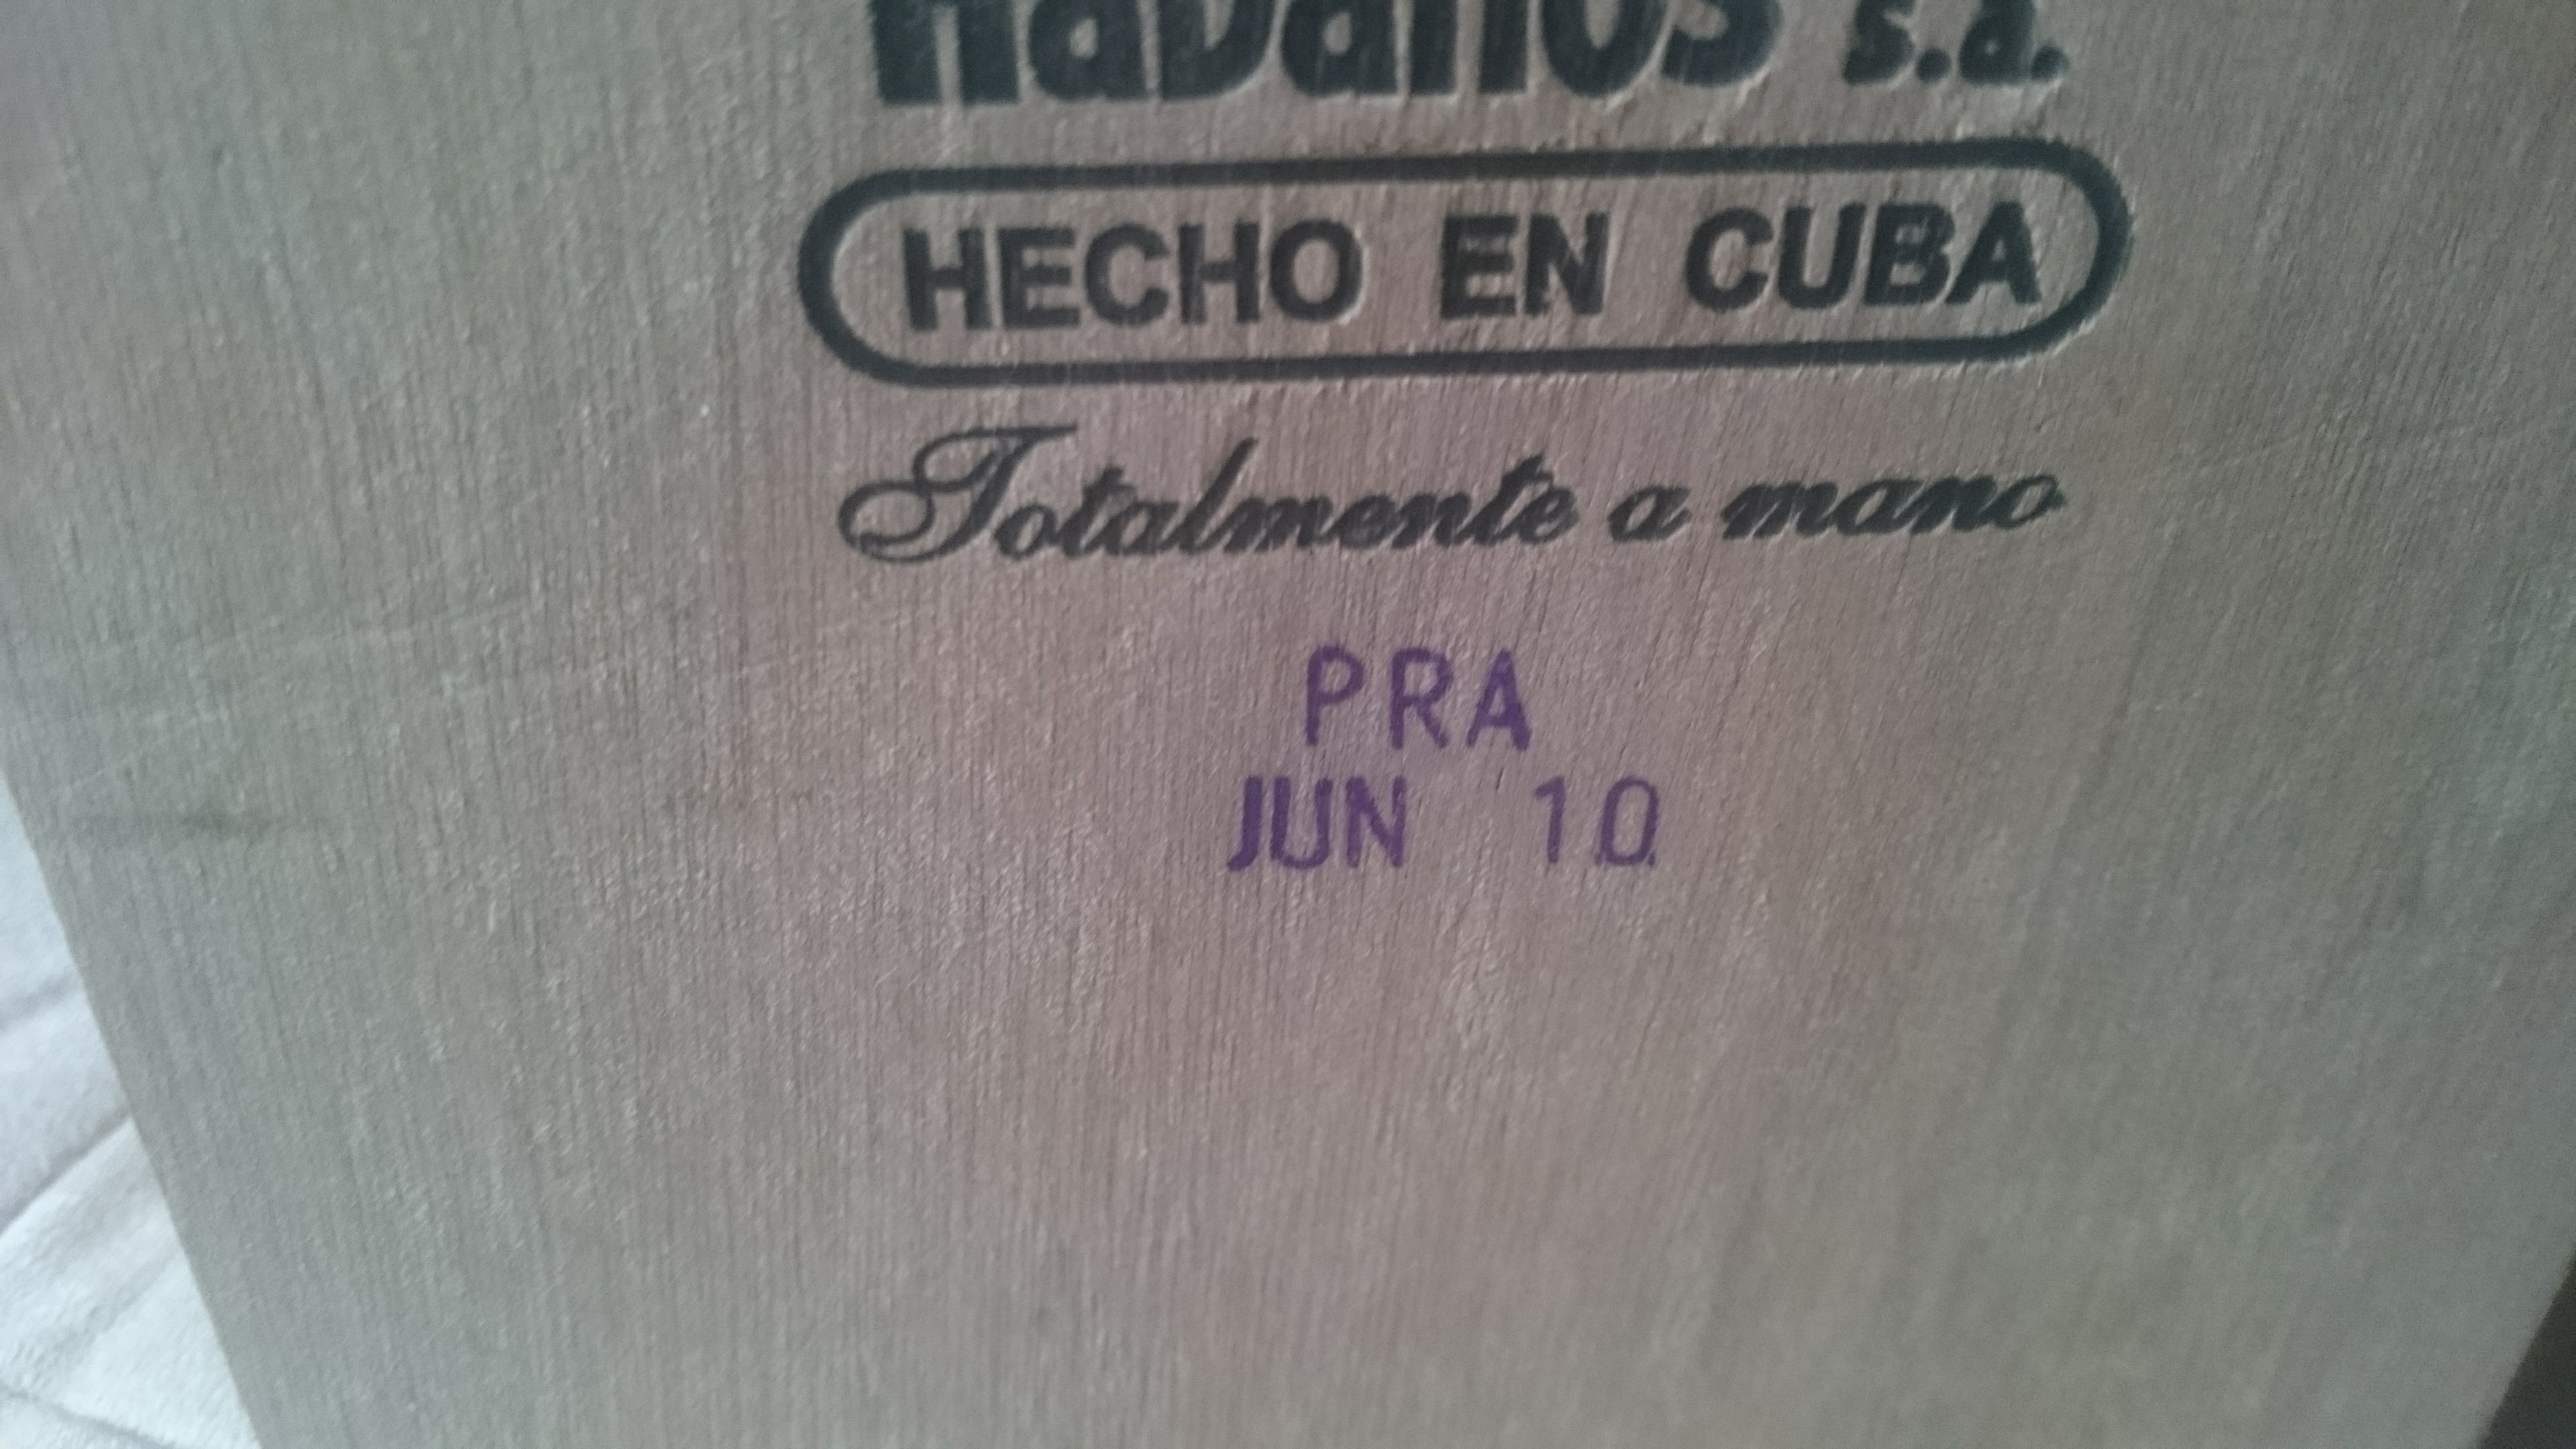 Habanos s.a.
HECHO EN CUBA
Totalmente a mano
PRA
JUN 10